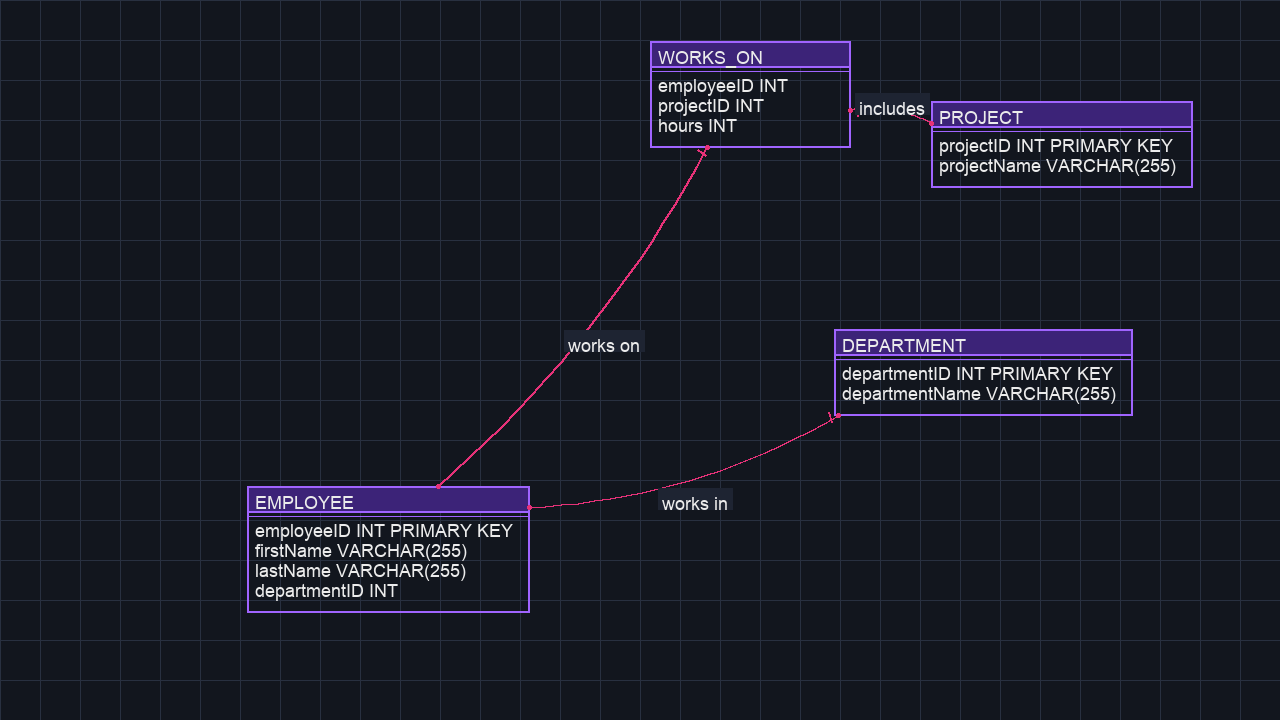 WORKS_ON
employeeID INT
projectID INT
hours INT
includes
PROJECT
projectID INT PRIMARY KEY
projectName VARCHAR(255)
works on
DEPARTMENT
departmentID INT PRIMARY KEY
departmentName VARCHAR(255)
works in
EMPLOYEE
employeeID INT PRIMARY KEY
firstName VARCHAR(255)
lastName VARCHAR(255)
departmentID INT